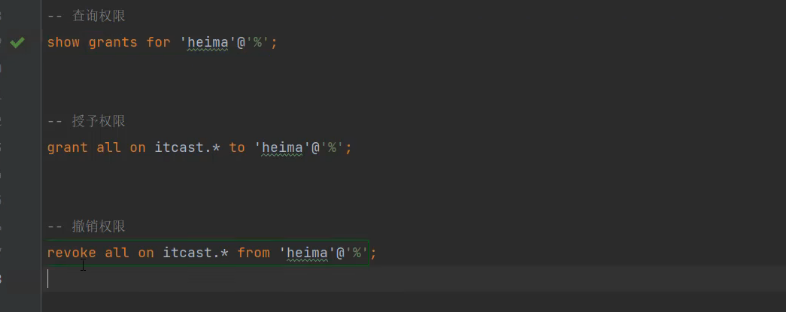 -- 查询权限
show grants for 'heima'@'%';
-- 授予权限
grant all on itcast.* to 'heima'@'%';
-- 撤销权限
revoke all on itcast.* from 'heima'@'%';